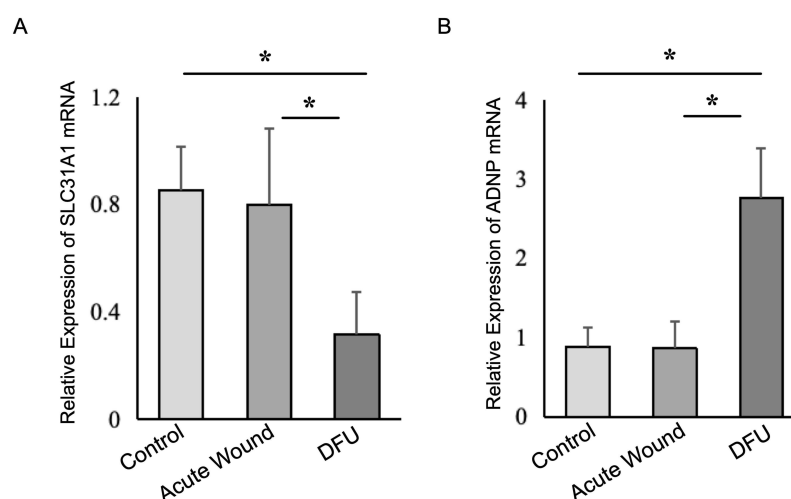 A
Relative Expression of SLC31A1 mRNA
1.2
0.8
0.4
0
*
*
Control
Acute Wound
DFU
B
Relative Expression of ADNP mRNA
4
3
2
1
0
*
*
Control
Acute Wound
DFU